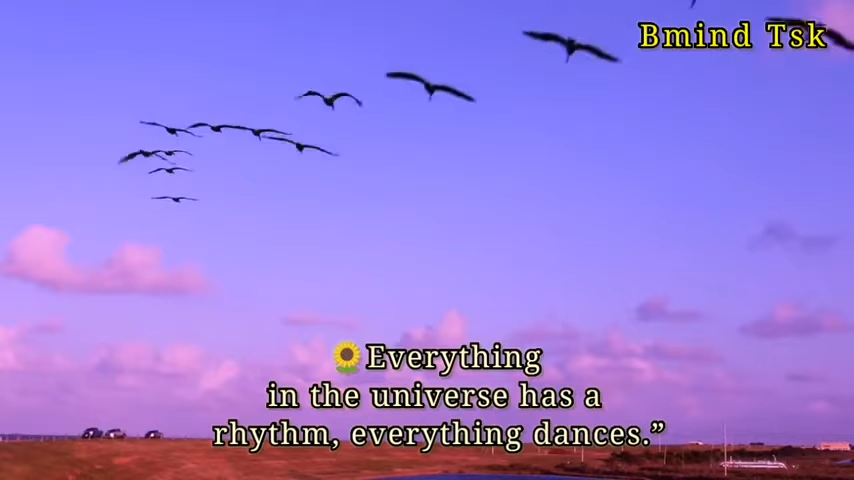 Bmind Tsk
🌻Everything
in the universe has a
rhythm, everything dances.”